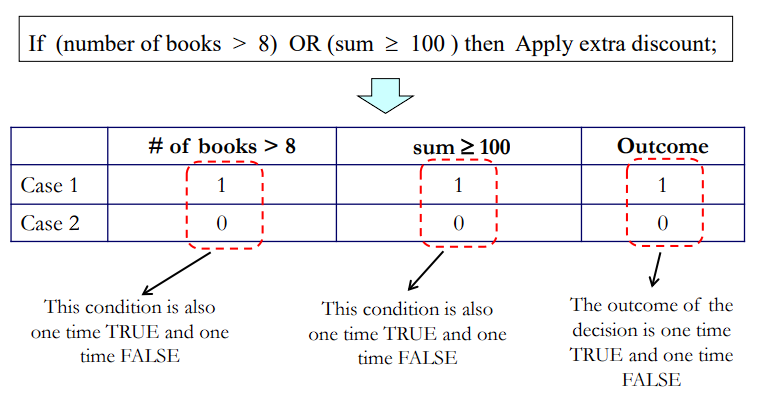 If (number of books > 8) OR (sum ≥ 100 ) then Apply extra discount;
# of books > 8 sum ≥ 100 Outcome
Case 1 1 1 1
Case 2 0 0 0
This condition is also
one time TRUE and one
time FALSE
This condition is also
one time TRUE and one
time FALSE
The outcome of the
decision is one time
TRUE and one time
FALSE